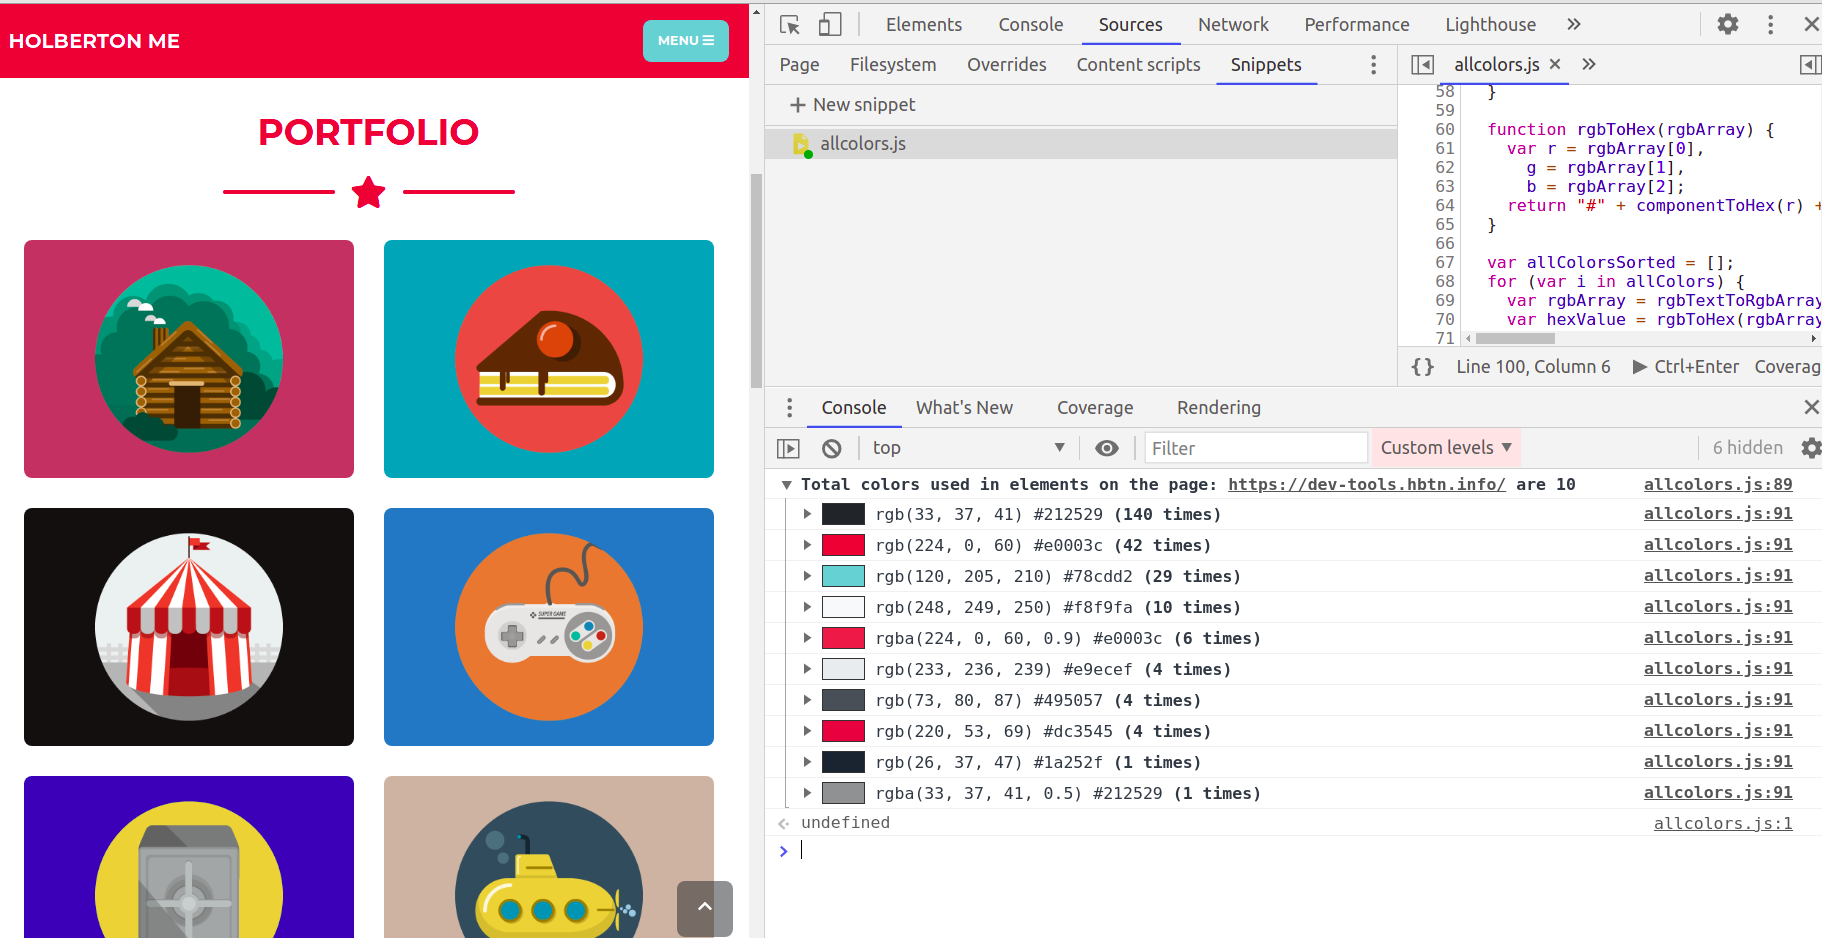 HOLBERTON ME
MENU
PORTFOLIO
SUPER GAME
Elements Console Sources Network Performance Lighthouse
Page Filesystem Overrides Content scripts Snippets
allcolors.js
New snippet
allcolors.js
58 }
59
60 function rgbToHex(rgbArray) {
61 var r = rgbArray[0],
62 g = rgbArray[1],
63 b = rgbArray[2];
64 return "#" + componentToHex(r) +
65 }
66
67 var allColorsSorted = [];
68 for (var i in allColors) {
69 var rgbArray = rgbTextToRgbArray
70 var hexValue = rgbToHex(rgbArray
71
{} Line 100, Column 6 Ctrl+Enter Coverag
Console What's New Coverage Rendering
top Filter Custom levels 6 hidden
Total colors used in elements on the page: https://dev-tools.hbtn.info/ are 10 allcolors.js:89
rgb(33, 37, 41) #212529 (140 times) allcolors.js:91
rgb(224, 0, 60) #e0003c (42 times) allcolors.js:91
rgb(120, 205, 210) #78cdd2 (29 times) allcolors.js:91
rgb(248, 249, 250) #f8f9fa (10 times) allcolors.js:91
rgba(224, 0, 60, 0.9) #e0003c (6 times) allcolors.js:91
rgb(233, 236, 239) #e9ecef (4 times) allcolors.js:91
rgb(73, 80, 87) #495057 (4 times) allcolors.js:91
rgb(220, 53, 69) #dc3545 (4 times) allcolors.js:91
rgb(26, 37, 47) #1a252f (1 times) allcolors.js:91
rgba(33, 37, 41, 0.5) #212529 (1 times) allcolors.js:91
undefined allcolors.js:1